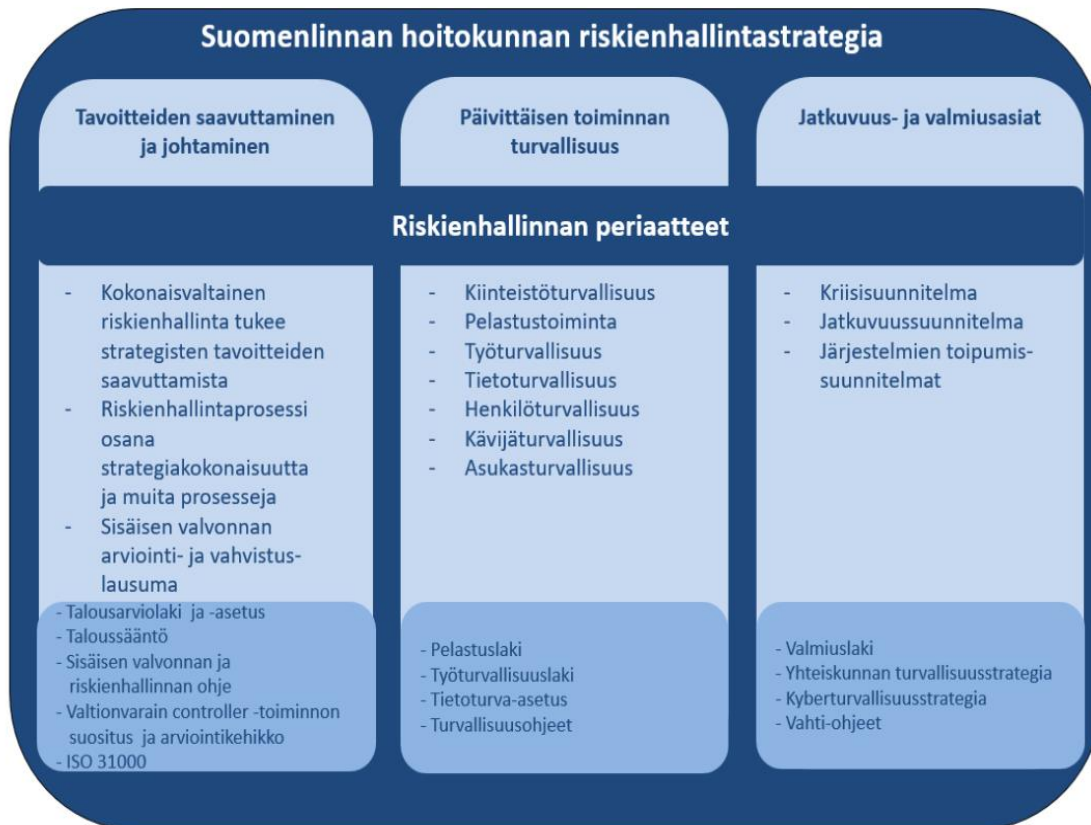 Suomenlinnan hoitokunnan riskienhallintastrategia
Tavoitteiden saavuttaminen
ja johtaminen
Päivittäisen toiminnan
turvallisuus
Jatkuvuus- ja valmiusasiat
Riskienhallinnan periaatteet
- Kokonaisvaltainen
riskienhallinta tukee
strategisten tavoitteiden
saavuttamista
- Riskienhallintaprosessi
osana
strategiakokonaisuutta
ja muita prosesseja
- Sisäisen valvonnan
arviointi- ja vahvistus-
lausuma
- Talousarviolaki ja -asetus
- Taloussääntö
- Sisäisen valvonnan ja
riskienhallinnan ohje
- Valtionvarain controller -toiminnon
suositus ja arviointikehikko
- ISO 31000
- Kiinteistöturvallisuus
- Pelastustoiminta
- Työturvallisuus
- Tietoturvallisuus
- Henkilöturvallisuus
- Kävijäturvallisuus
- Asukasturvallisuus
- Pelastuslaki
- Työturvallisuuslaki
- Tietoturva-asetus
- Turvallisuusohjeet
- Kriisisuunnitelma
- Jatkuvuussuunnitelma
- Järjestelmien toipumis-
suunnitelmat
- Valmiuslaki
- Yhteiskunnan turvallisuusstrategia
- Kyberturvallisuusstrategia
- Vahti-ohjeet